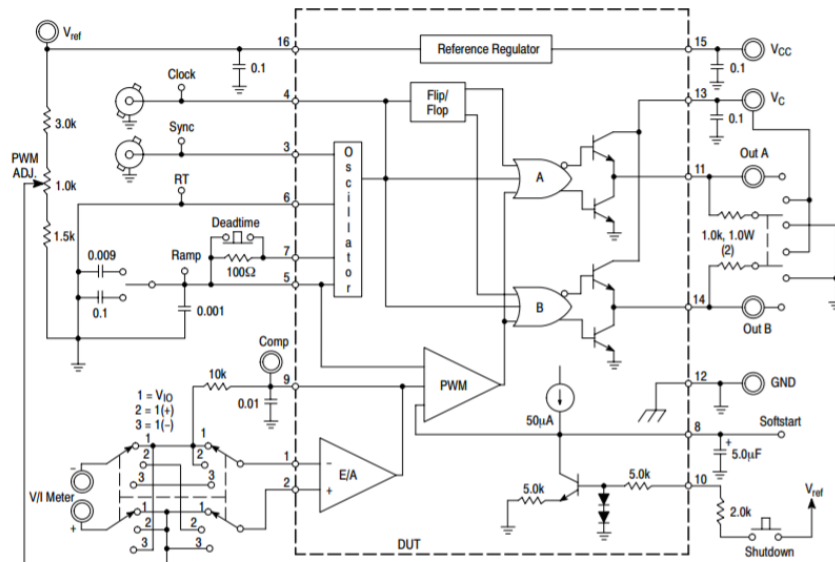 Vref
16
Reference Regulator
15
VCC
0.1
0.1
Clock
4
Flip/
Flop
13
VC
0.1
3.0k
Sync
3
PWM
ADJ.
1.0k
RT
6
Oscillator
A
11
Out A
1.5k
Deadtime
7
100Ω
1.0k, 1.0W
(2)
0.009
Ramp
5
0.1
0.001
B
14
Out B
Comp
10k
9
0.01
PWM
50μA
12
GND
1 = VIO
2 = 1(+)
3 = 1(−)
8
Softstart
+
5.0μF
1
1
2
2
3
3
1
−
E/A
2
+
−
V/I Meter
+
1
1
2
2
3
3
5.0k
5.0k
10
Vref
2.0k
Shutdown
DUT